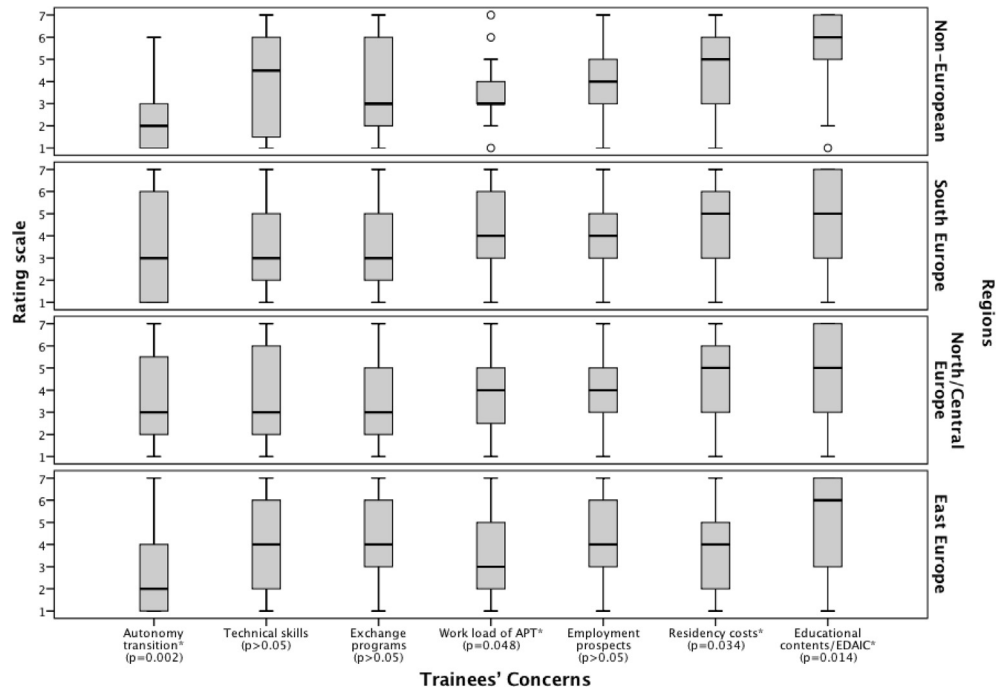 7
6
5
4
3
2
1
Non-European
7
6
5
4
3
2
1
South Europe
7
6
5
4
3
2
1
North/Central
Europe
7
6
5
4
3
2
1
East Europe
Rating scale
Regions
Autonomy
transition*
(p=0.002)
Technical skills
(p>0.05)
Exchange
programs
(p>0.05)
Work load of APT*
(p=0.048)
Employment
prospects
(p>0.05)
Residency costs*
(p=0.034)
Educational
contents/EDAIC*
(p=0.014)
Trainees' Concerns